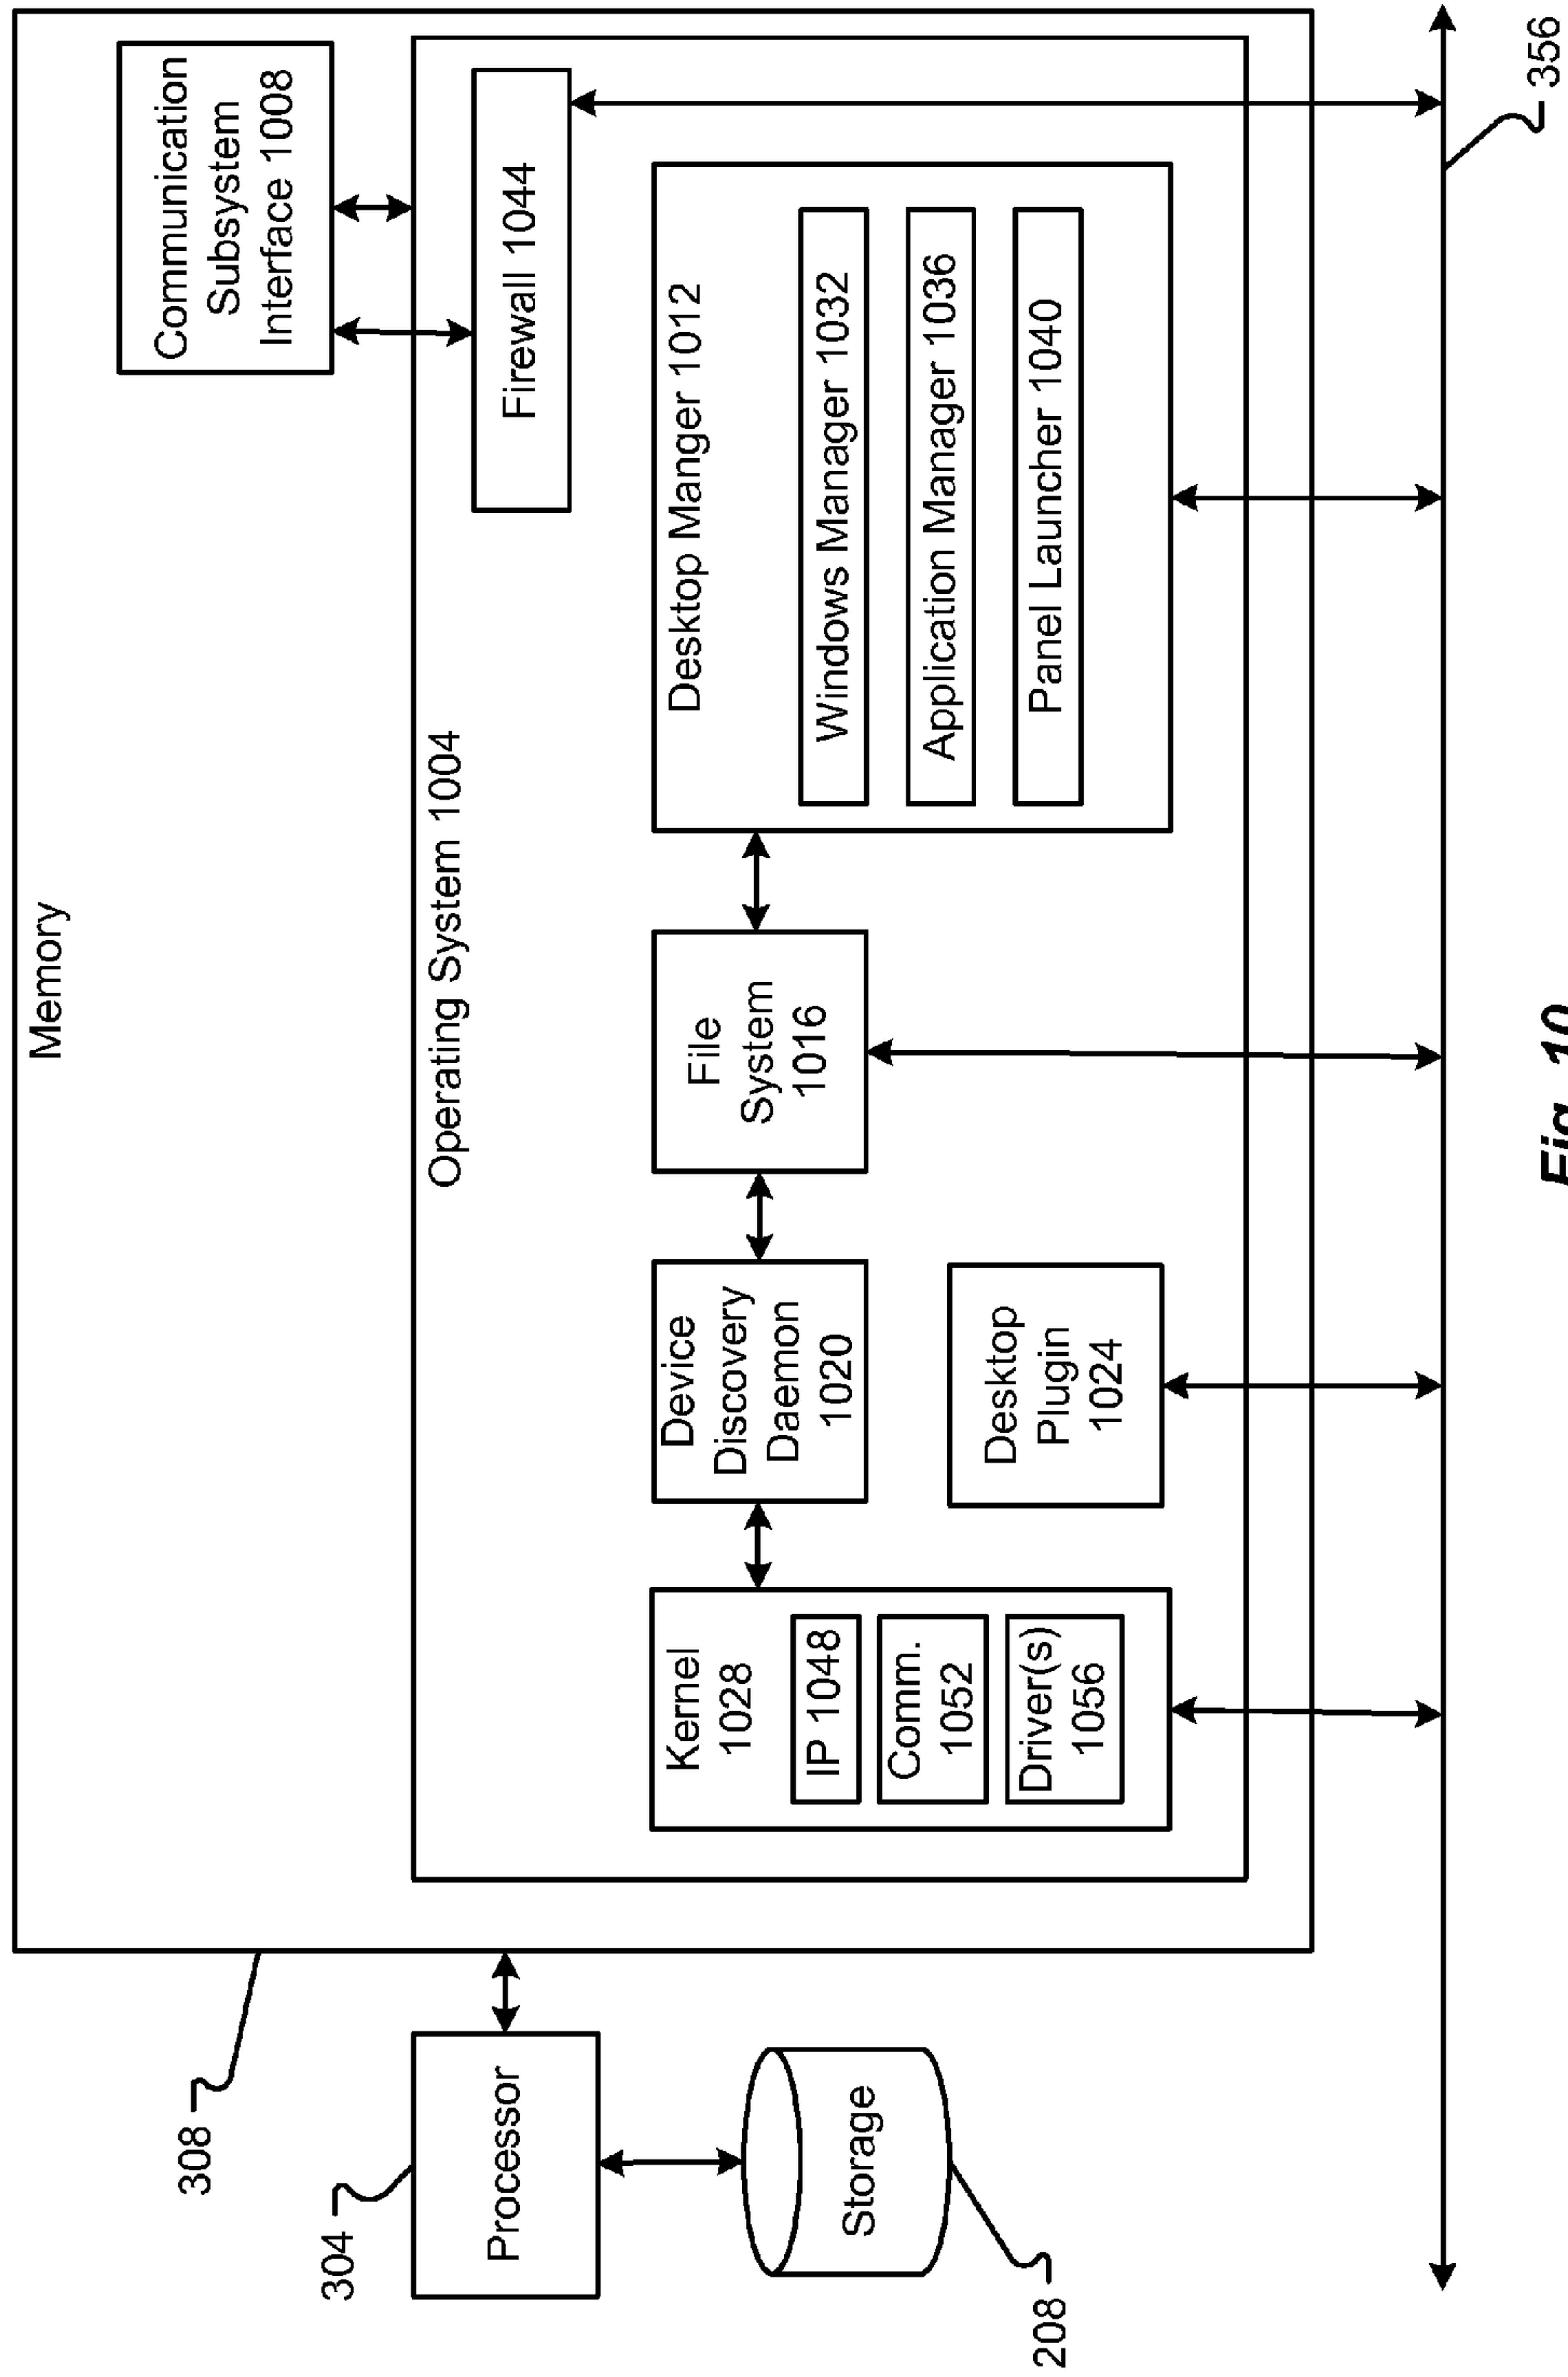 Memory
Communication
Subsystem
Interface 1008
308
Operating System 1004
Firewall 1044
304
Processor
Kernel
1028
IP 1048
Comm.
1052
Driver(s)
1056
Device
Discovery
Daemon
1020
File
System
1016
Desktop Manger 1012
Windows Manager 1032
Application Manager 1036
Panel Launcher 1040
Desktop
Plugin
1024
Storage
208
356
Fig. 10